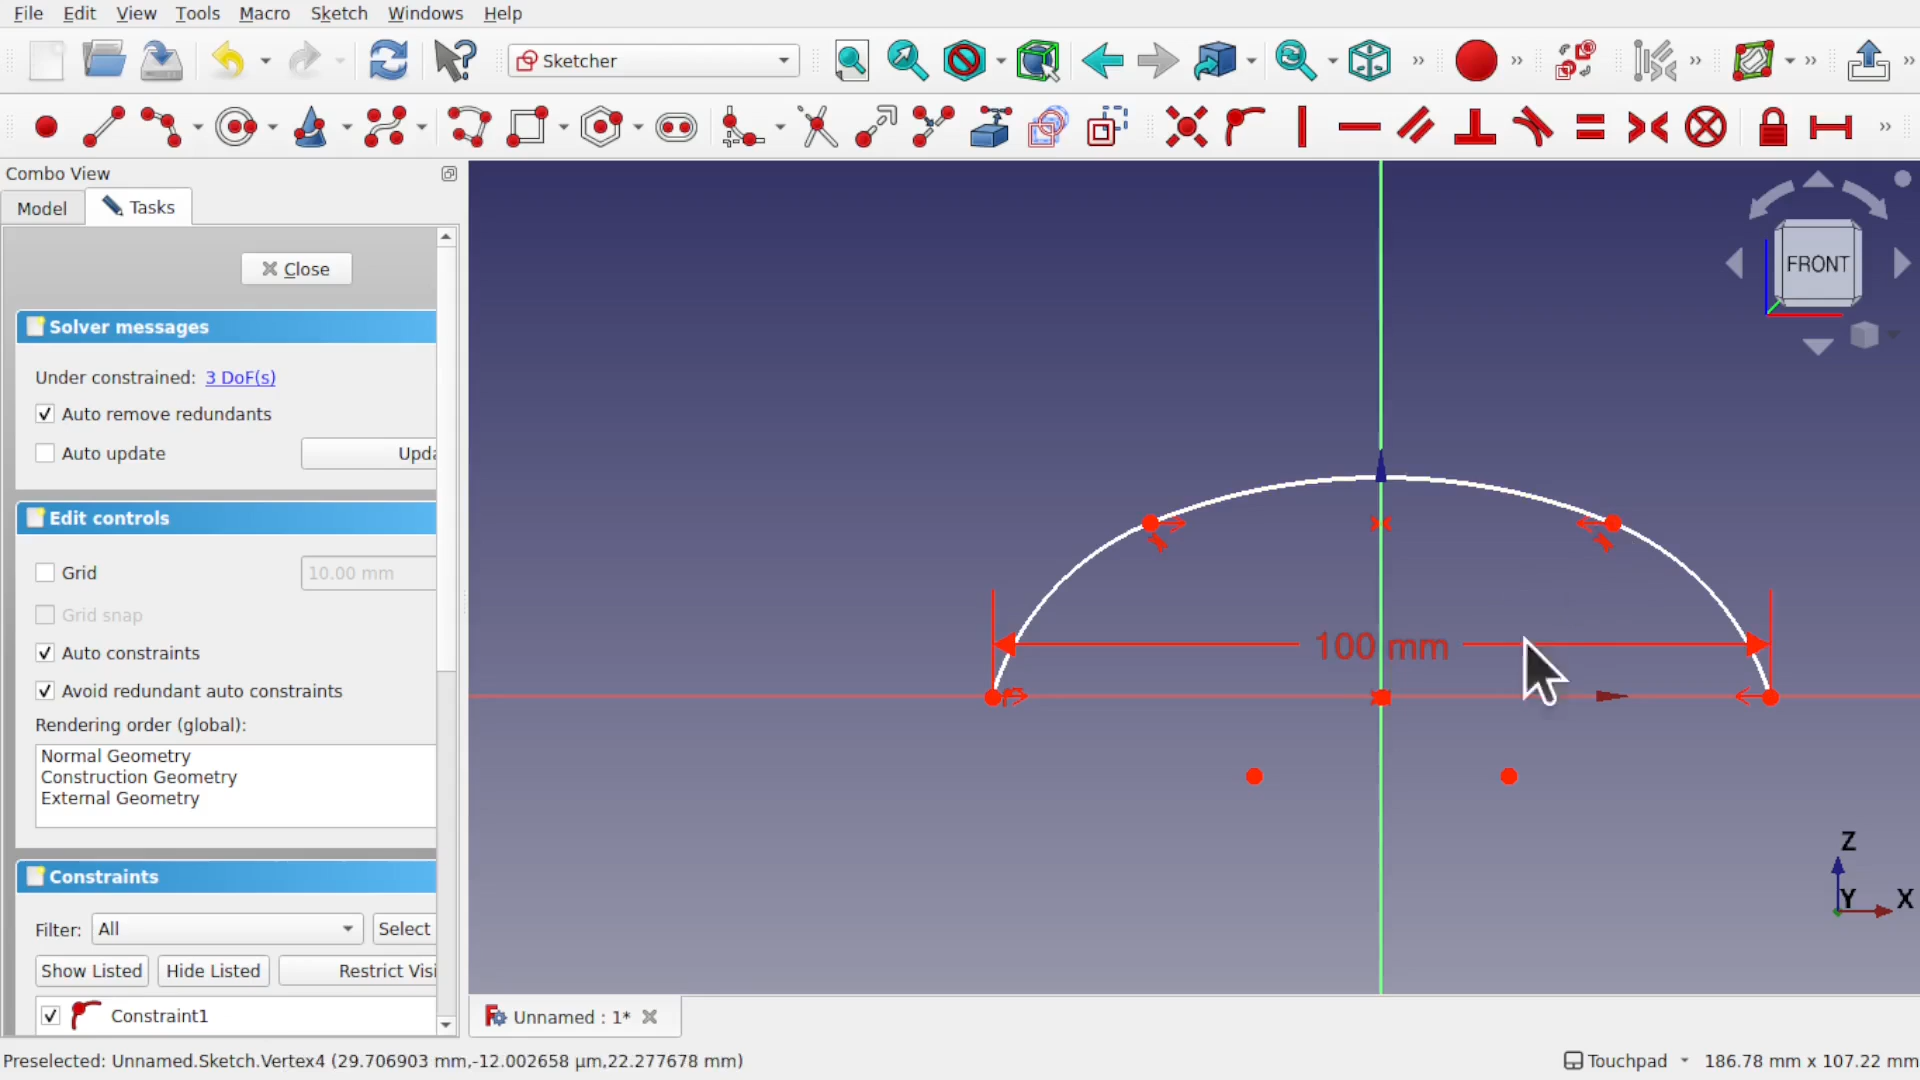 File Edit View Tools Macro Sketch Windows Help
Sketcher
Combo View
Model Tasks
Close
Solver messages
Under constrained: 3 DoF(s)
Auto remove redundants
Auto update Upda
Edit controls
Grid 10.00 mm
Grid snap
Auto constraints
Avoid redundant auto constraints
Rendering order (global):
Normal Geometry
Construction Geometry
External Geometry
Constraints
Filter: All Select
Show Listed Hide Listed Restrict Visi
Constraint1
FRONT
100 mm
Z
Y X
Unnamed : 1*
Preselected: Unnamed.Sketch.Vertex4 (29.706903 mm,-12.002658 µm,22.277678 mm)
Touchpad 186.78 mm x 107.22 mm